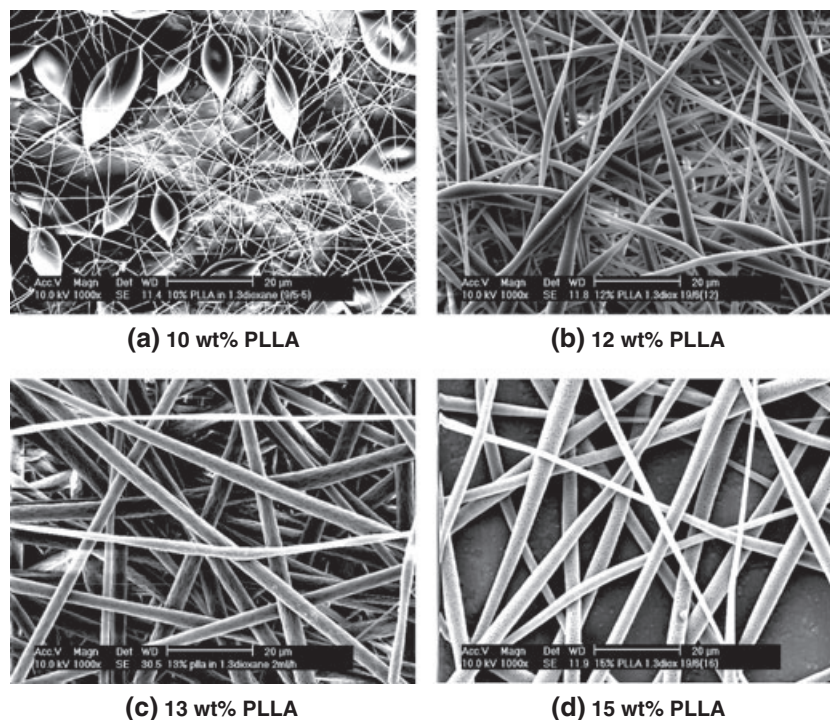 Acc.V Magn Det WD 20 µm
10.0 kV 1000x SE 11.4 10% PLLA in 1.3dioxane (9/5-5)
(a) 10 wt% PLLA
Acc.V Magn Det WD 20 µm
10.0 kV 1000x SE 11.8 12% PLLA 1.3diox 19/6(12)
(b) 12 wt% PLLA
Acc.V Magn Det WD 20 µm
10.0 kV 1000x SE 30.5 13% plla in 1.3dioxane 2ml/h
(c) 13 wt% PLLA
Acc.V Magn Det WD 20 µm
10.0 kV 1000x SE 11.9 15% PLLA 1.3diox 19/6(16)
(d) 15 wt% PLLA